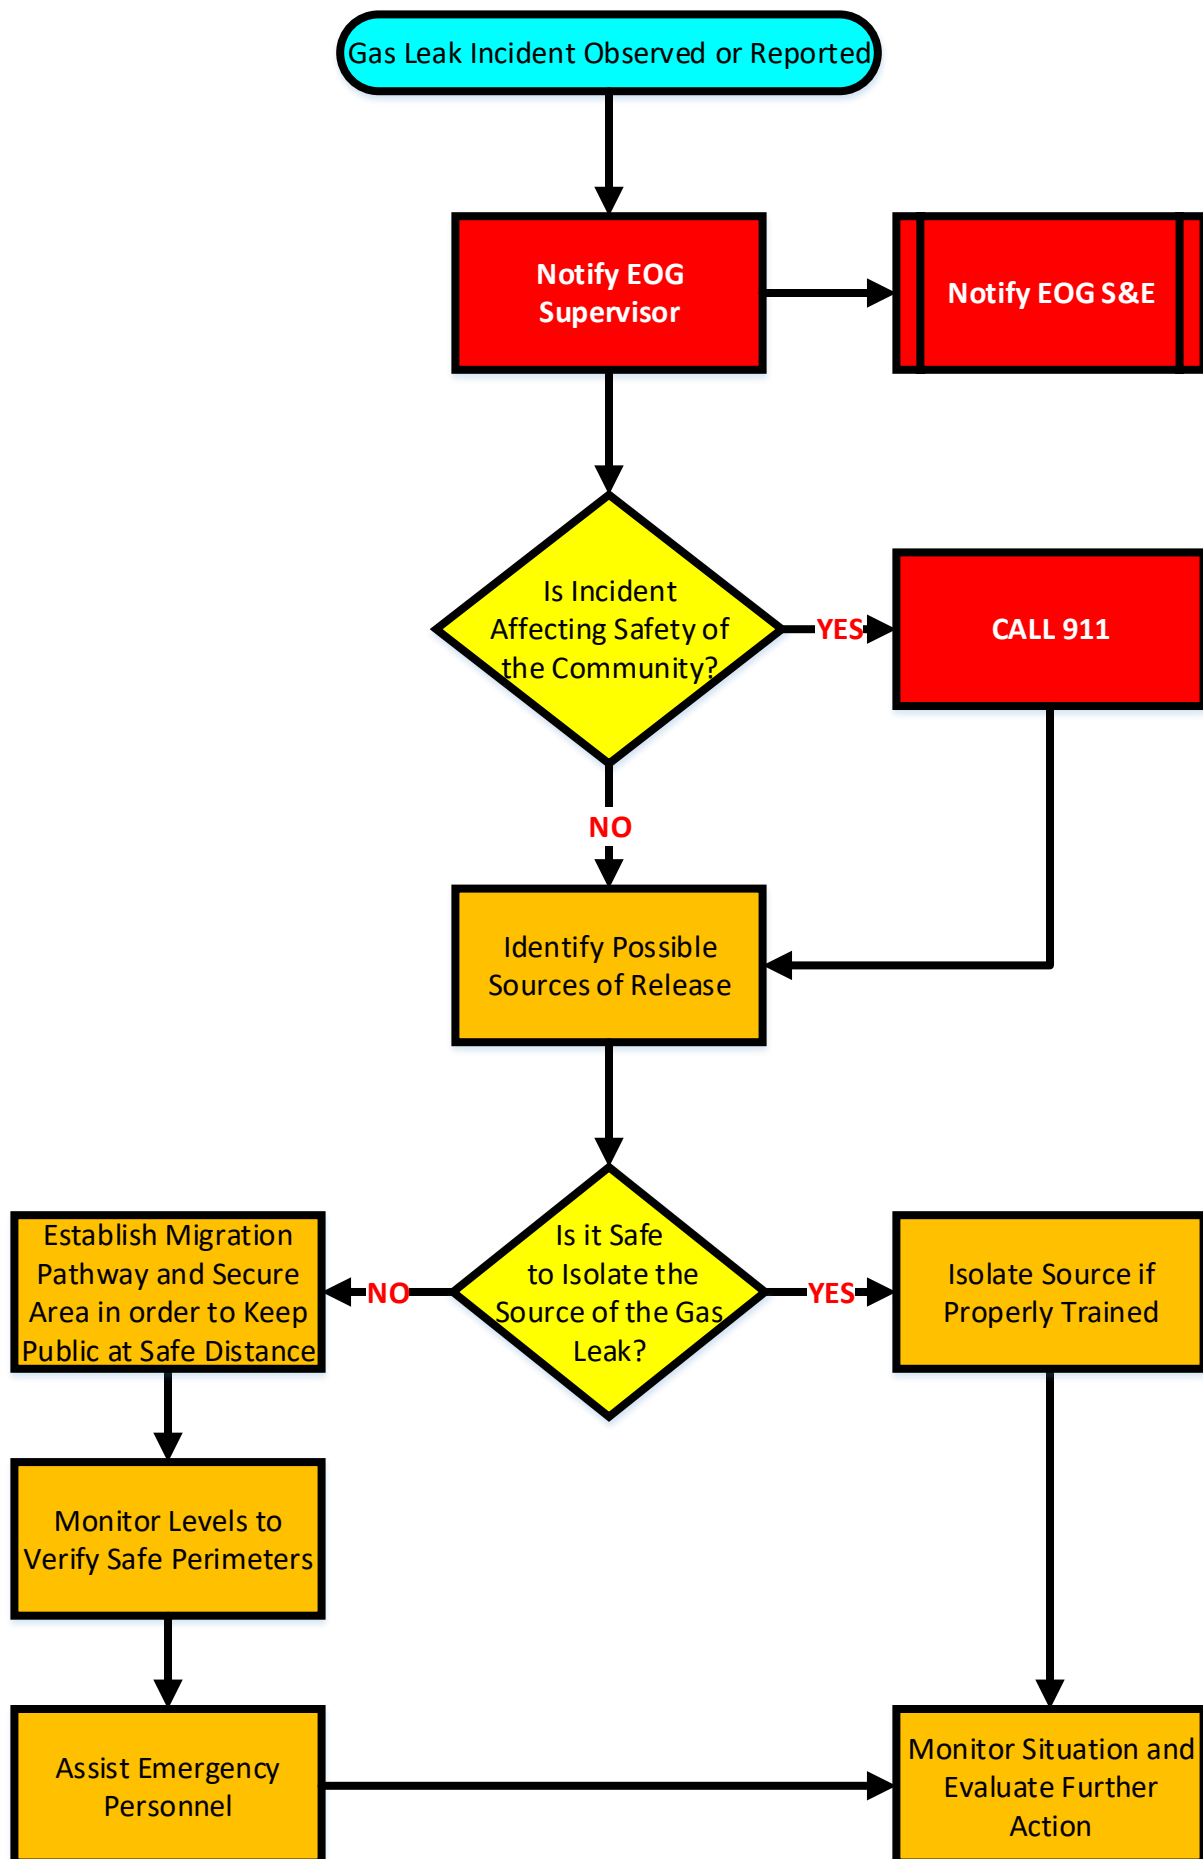 Gas Leak Incident Observed or Reported
Notify EOG
Supervisor
Notify EOG S&E
Is Incident
Affecting Safety of
the Community?
YES
CALL 911
NO
Identify Possible
Sources of Release
Is it Safe
to Isolate the
Source of the Gas
Leak?
NO
YES
Establish Migration
Pathway and Secure
Area in order to Keep
Public at Safe Distance
Isolate Source if
Properly Trained
Monitor Levels to
Verify Safe Perimeters
Assist Emergency
Personnel
Monitor Situation and
Evaluate Further
Action